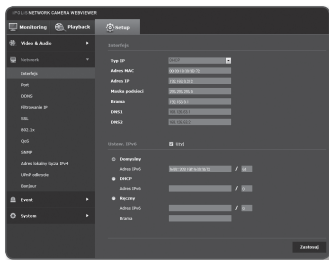 iPOLiS NETWORK CAMERA WEBVIEWER
Monitoring
Playback
Setup
Video & Audio
Network
Interfejs
Port
DDNS
Filtrowanie IP
SSL
802.1x
QoS
SNMP
Adres lokalny łącza IPv4
UPnP odkrycie
Bonjour
Event
System
Interfejs
Typ IP
Adres MAC
Adres IP
Maska podsieci
Brama
DNS1
DNS2
Ustaw. IPv6
Użyj
Domyślny
Adres IPv6
/
DHCP
Adres IPv6
/
Ręczny
Adres IPv6
/
Brama
Zastosuj